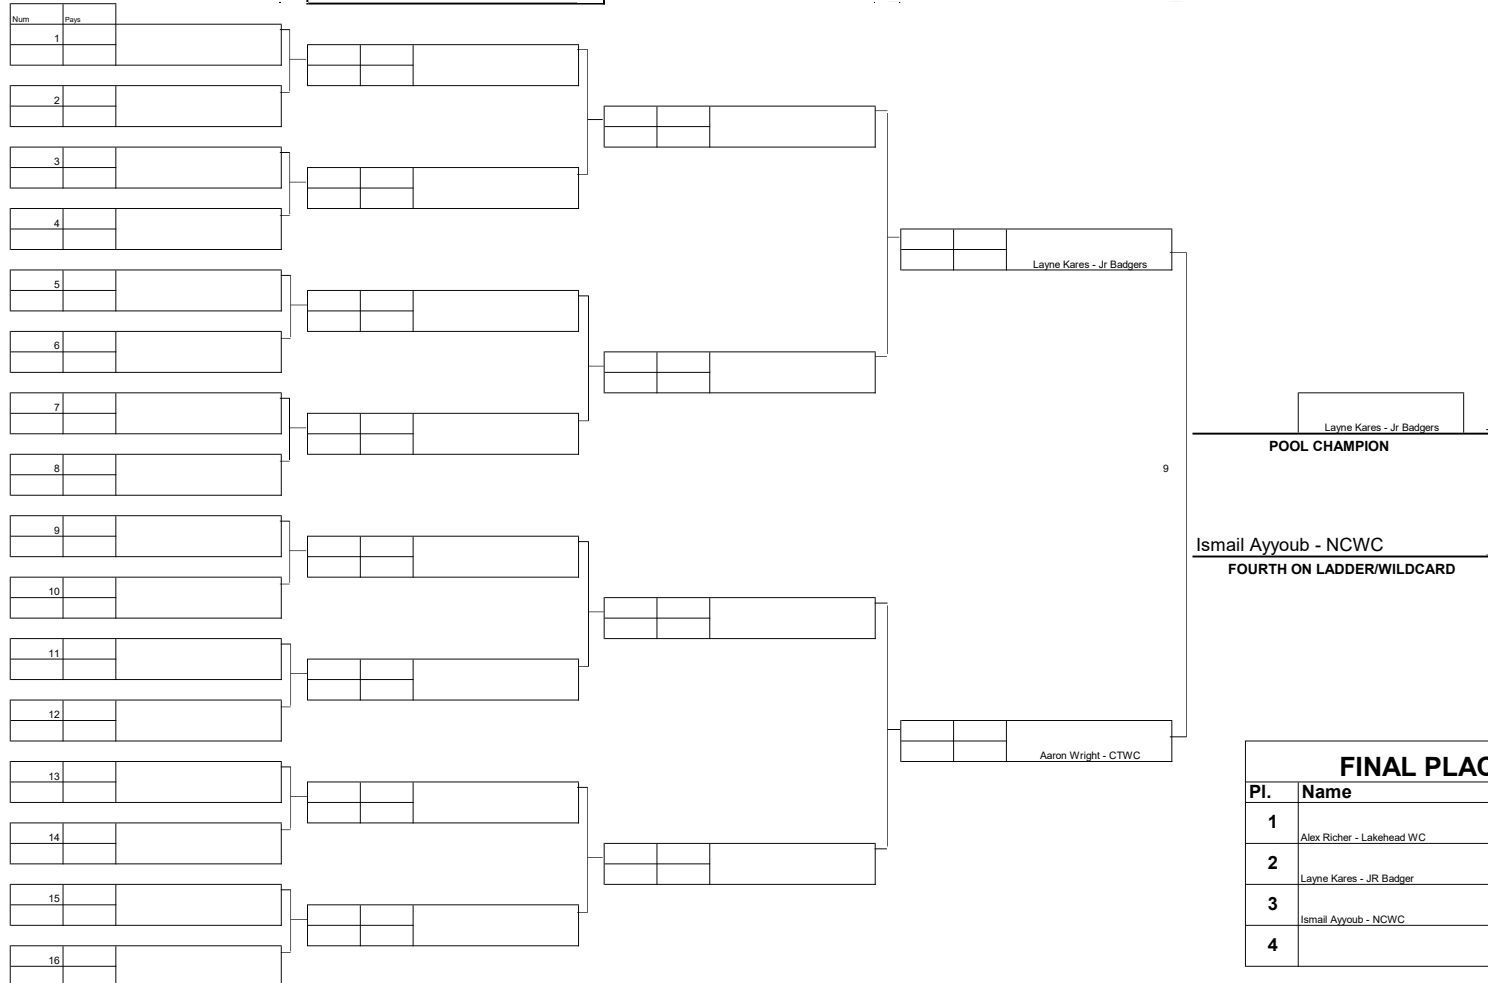 Num Pays
1
2
3
4
5
6
7
8
9
10
11
12
13
14
15
16
Layne Kares - Jr Badgers
Aaron Wright - CTWC
9
Layne Kares - Jr Badgers
POOL CHAMPION
Ismail Ayyoub - NCWC
FOURTH ON LADDER/WILDCARD
FINAL PLAC
Pl. Name
1 Alex Richer - Lakehead WC
2 Layne Kares - JR Badger
3 Ismail Ayyoub - NCWC
4